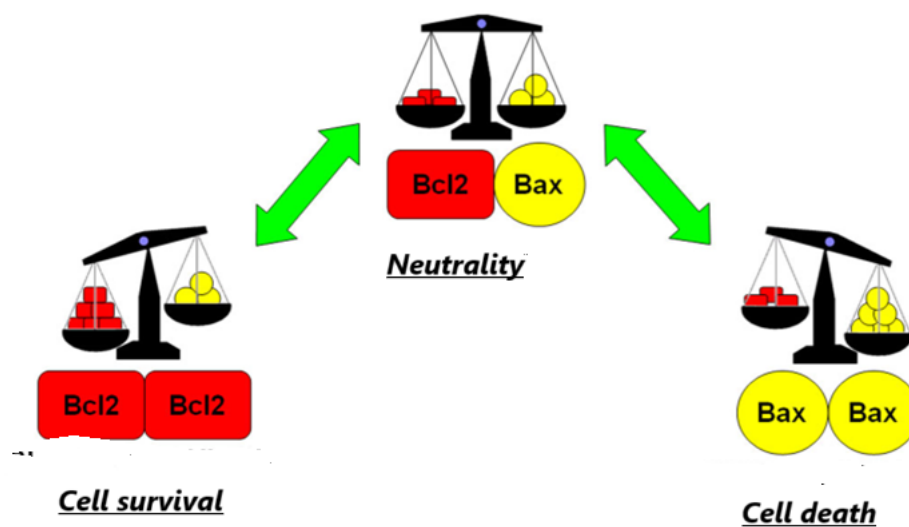 Bcl2 Bax
Neutrality
Bcl2 Bcl2
Bax Bax
Cell survival
Cell death